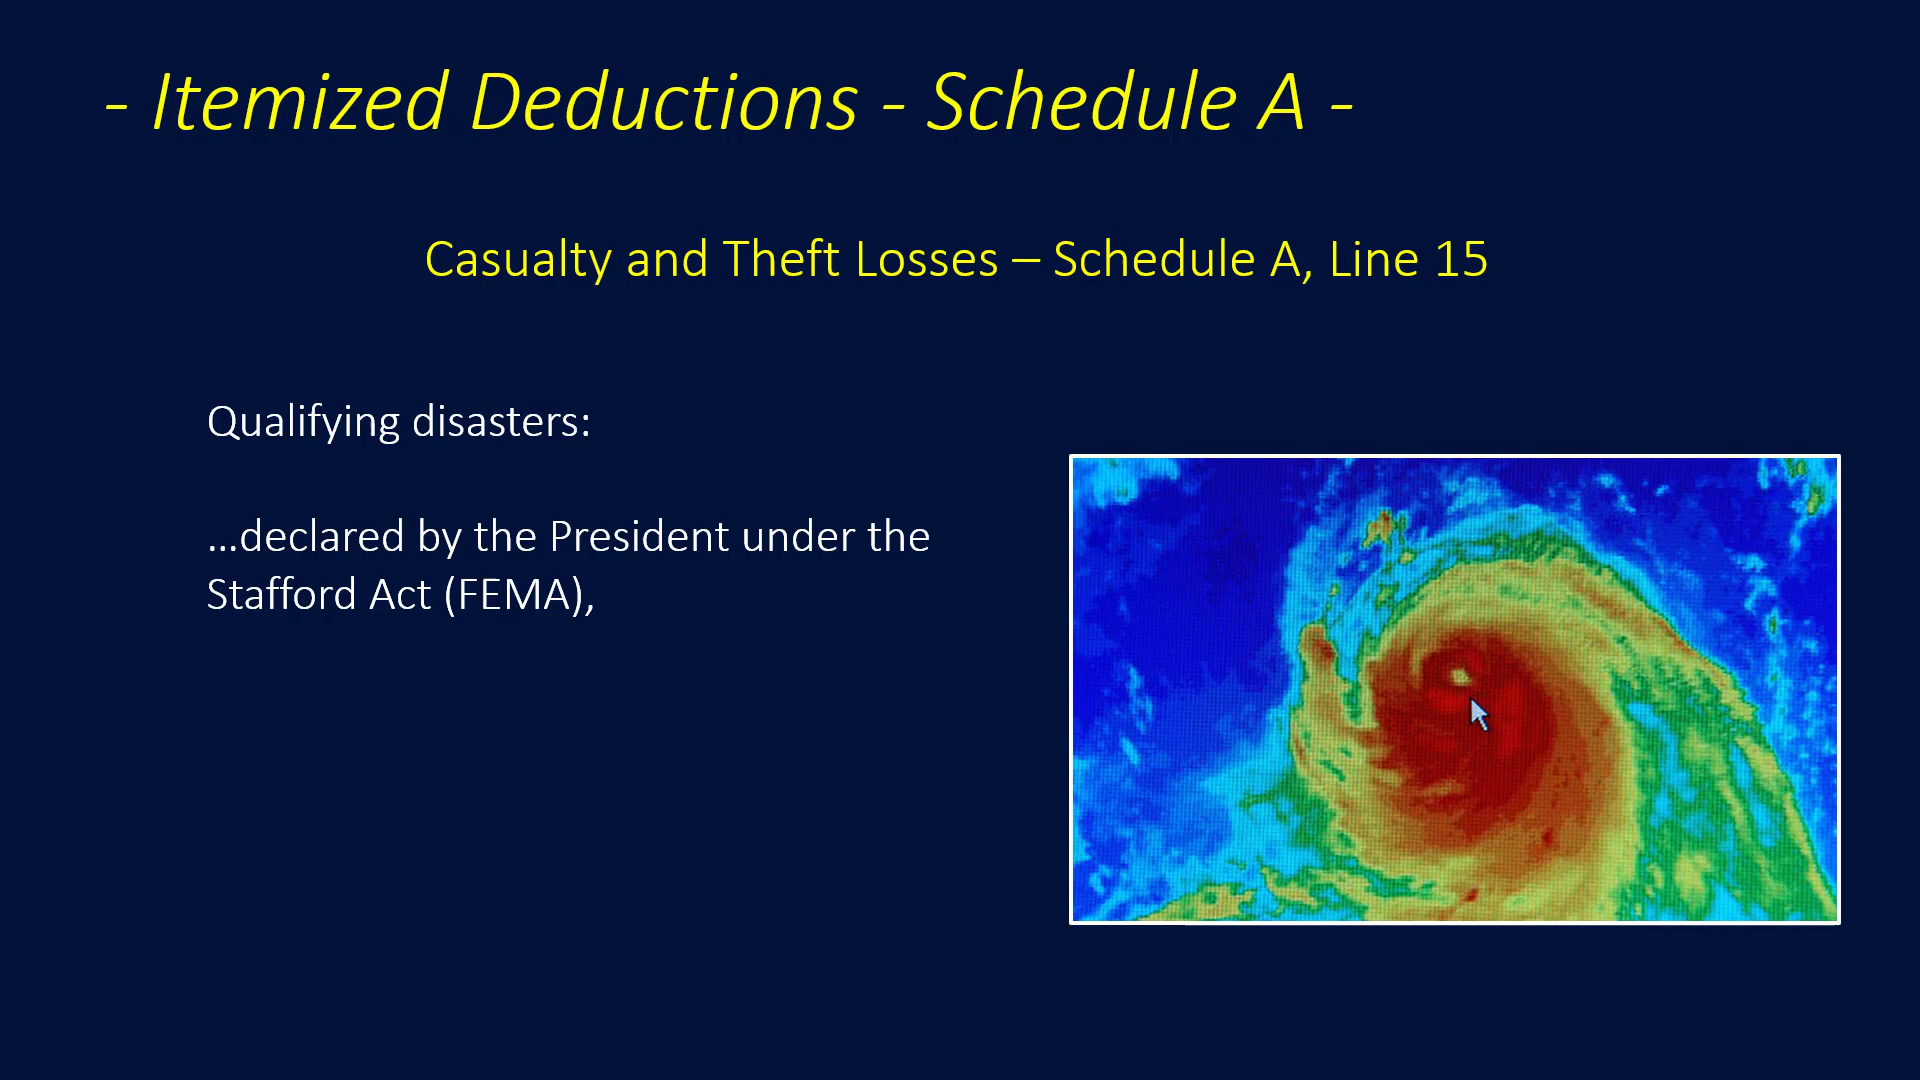 - Itemized Deductions - Schedule A -
Casualty and Theft Losses – Schedule A, Line 15
Qualifying disasters:
...declared by the President under the
Stafford Act (FEMA),